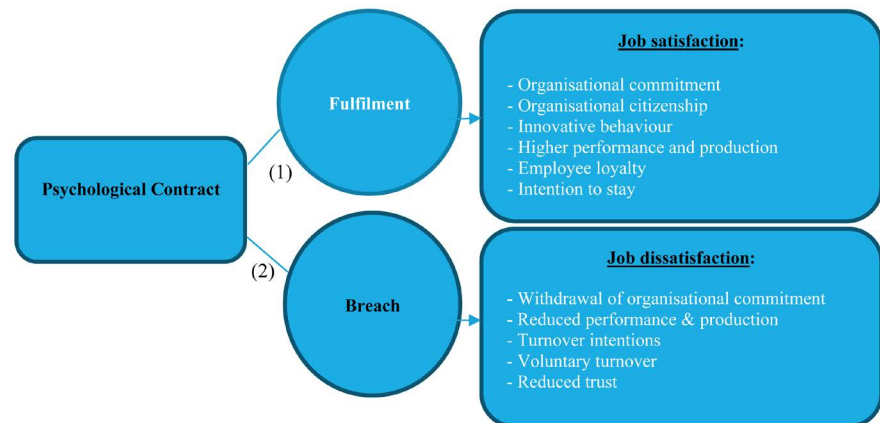 Psychological Contract
(1)
(2)
Fulfilment
Job satisfaction:
- Organisational commitment
- Organisational citizenship
- Innovative behaviour
- Higher performance and production
- Employee loyalty
- Intention to stay
Breach
Job dissatisfaction:
- Withdrawal of organisational commitment
- Reduced performance & production
- Turnover intentions
- Voluntary turnover
- Reduced trust